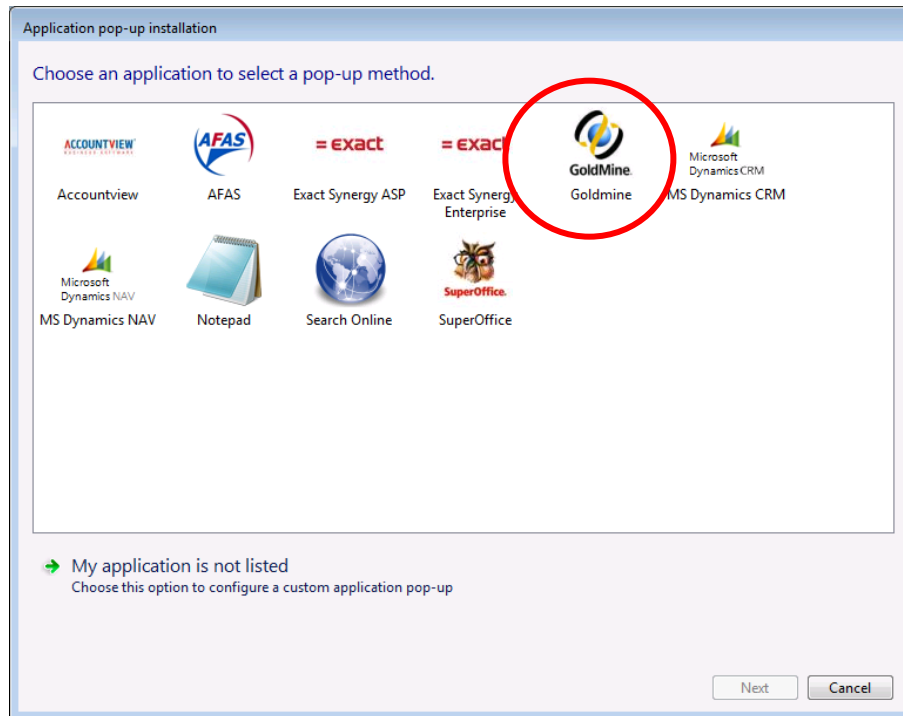 Application pop-up installation
Choose an application to select a pop-up method.
ACCOUNTVIEW
BUSINESS SOFTWARE
AFAS
= exact
= exact
GoldMine
Microsoft
Dynamics CRM
Accountview
AFAS
Exact Synergy ASP
Exact Synergy
Enterprise
Goldmine
MS Dynamics CRM
Microsoft
Dynamics NAV
SuperOffice.
MS Dynamics NAV
Notepad
Search Online
SuperOffice
My application is not listed
Choose this option to configure a custom application pop-up
Next
Cancel